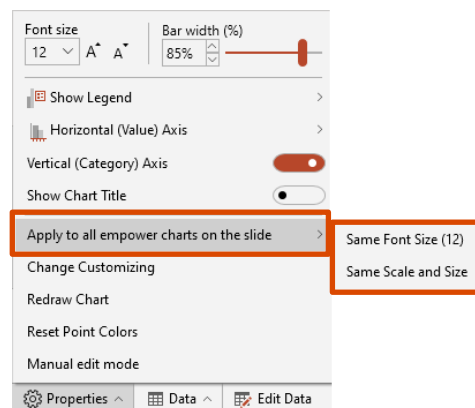 Font size
Bar width (%)
12
A A
85%
Show Legend
Horizontal (Value) Axis
Vertical (Category) Axis
Show Chart Title
Apply to all empower charts on the slide
Same Font Size (12)
Change Customizing
Same Scale and Size
Redraw Chart
Reset Point Colors
Manual edit mode
Properties
Data
Edit Data